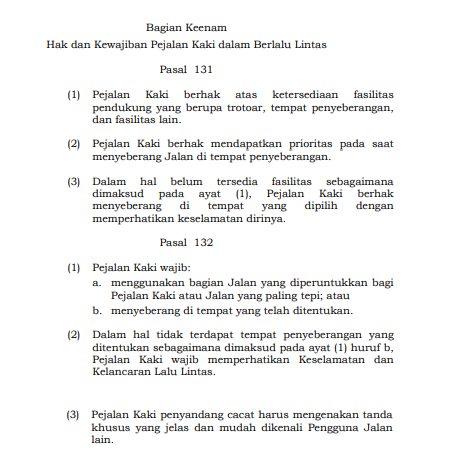 Bagian Keenam
Hak dan Kewajiban Pejalan Kaki dalam Berlalu Lintas
Pasal 131
(1) Pejalan Kaki berhak atas ketersediaan fasilitas
pendukung yang berupa trotoar, tempat penyeberangan,
dan fasilitas lain.
(2) Pejalan Kaki berhak mendapatkan prioritas pada saat
menyeberang Jalan di tempat penyeberangan.
(3) Dalam hal belum tersedia fasilitas sebagaimana
dimaksud pada ayat (1), Pejalan Kaki berhak
menyeberang di tempat yang dipilih dengan
memperhatikan keselamatan dirinya.
Pasal 132
(1) Pejalan Kaki wajib:
a. menggunakan bagian Jalan yang diperuntukkan bagi
Pejalan Kaki atau Jalan yang paling tepi; atau
b. menyeberang di tempat yang telah ditentukan.
(2) Dalam hal tidak terdapat tempat penyeberangan yang
ditentukan sebagaimana dimaksud pada ayat (1) huruf b,
Pejalan Kaki wajib memperhatikan Keselamatan dan
Kelancaran Lalu Lintas.
(3) Pejalan Kaki penyandang cacat harus mengenakan tanda
khusus yang jelas dan mudah dikenali Pengguna Jalan
lain.